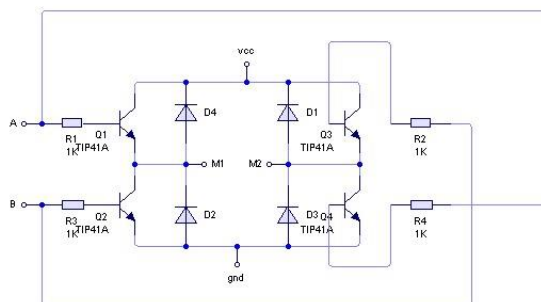 vcc
A
R1
1K
Q1
TIP41A
D4
D1
Q3
TIP41A
R2
1K
M1
M2
B
R3
1K
Q2
TIP41A
D2
D3
Q4
TIP41A
R4
1K
gnd